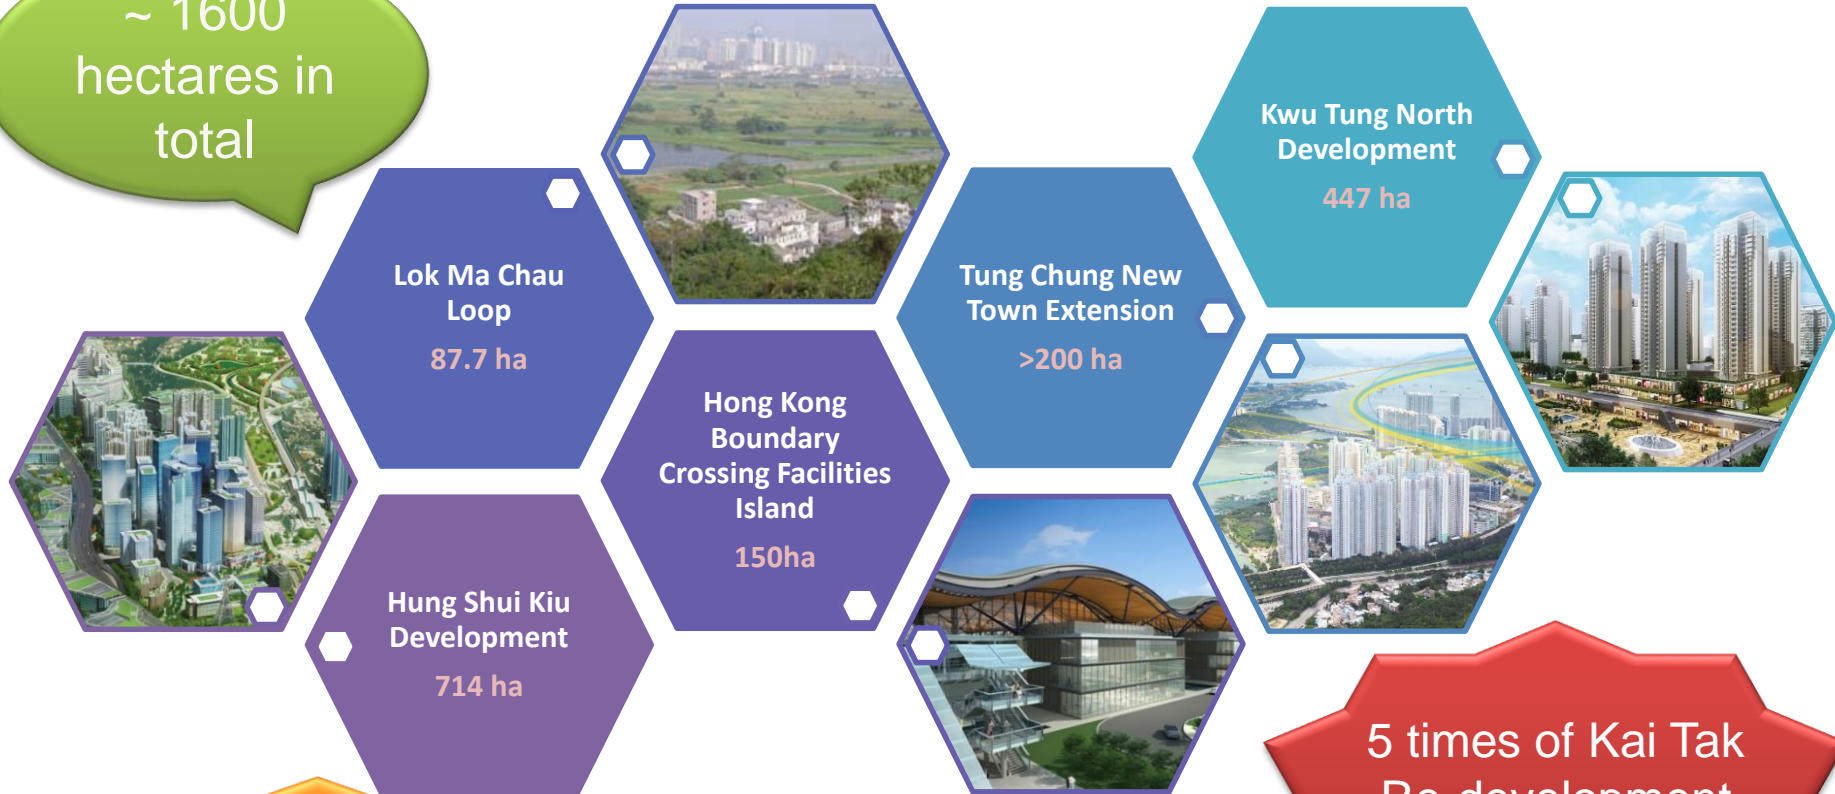 ~ 1600
hectares in
total
Lok Ma Chau
Loop
87.7 ha
Hung Shui Kiu
Development
714 ha
Hong Kong
Boundary
Crossing Facilities
Island
150ha
Tung Chung New
Town Extension
>200 ha
Kwu Tung North
Development
447 ha
5 times of Kai Tak
Re-development